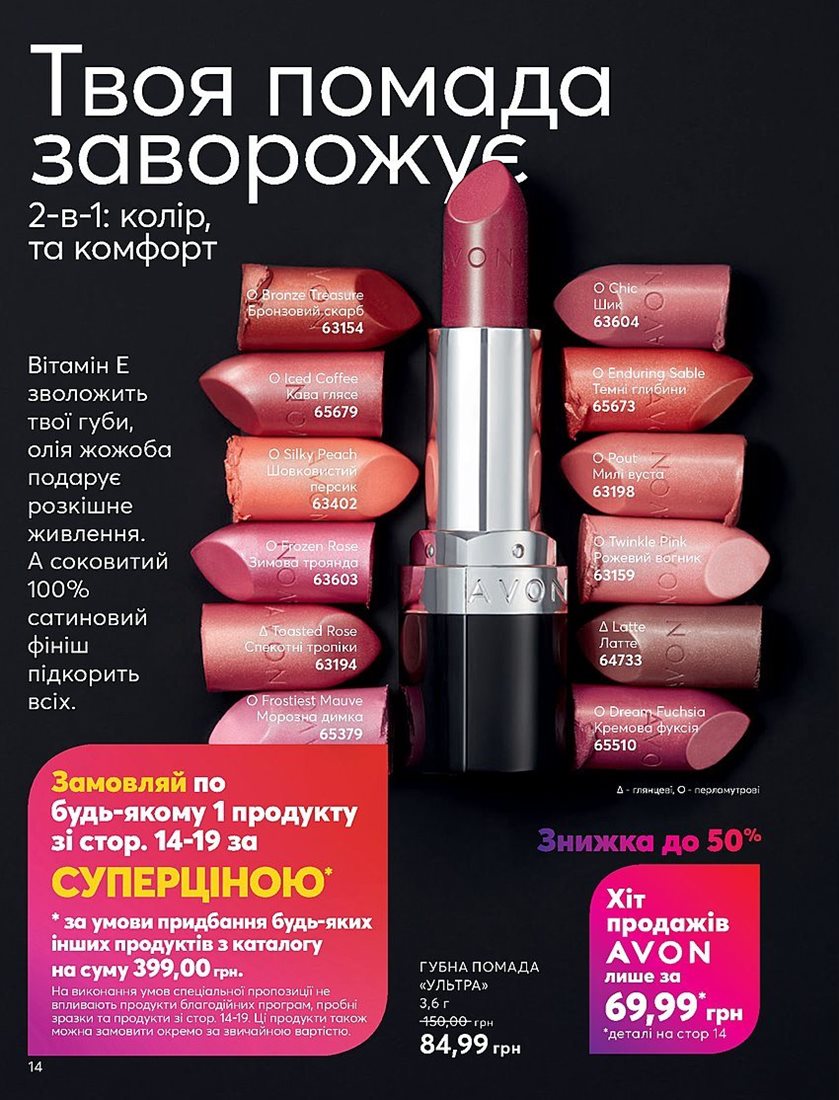 Твоя помада
заворожує
2-в-1: колір,
та комфорт
Вітамін Е
зволожить
твої губи,
олія жожоба
подарує
розкішне
живлення.
А соковитий
100%
сатиновий
фініш
підкорить
всіх.
O Bronze Treasure
Бронзовий скарб
63154
O Iced Coffee
Кава глясе
65679
O Silky Peach
Шовковистий
персик
63402
O Frozen Rose
Зимова троянда
63603
Δ Toasted Rose
Спекотні тропіки
63194
O Frostiest Mauve
Морозна димка
65379
AVON
AVON
O Chic
Шик
63604
O Enduring Sable
Темні глибини
65673
O Pout
Милі вуста
63198
O Twinkle Pink
Рожевий вогник
63159
Δ Latte
Латте
64733
O Dream Fuchsia
Кремова фуксія
65510
Δ - глянцеві, O - перламутрові
Замовляй по
будь-якому 1 продукту
зі стор. 14-19 за
СУПЕРЦІНОЮ*
* за умови придбання будь-яких
інших продуктів з каталогу
на суму 399,00 грн.
На виконання умов спеціальної пропозиції не
впливають продукти благодійних програм, пробні
зразки та продукти зі стор. 14-19. Ці продукти також
можна замовити окремо за звичайною вартістю.
Знижка до 50%
ГУБНА ПОМАДА
«УЛЬТРА»
3,6 г
150,00 грн
84,99 грн
Хіт
продажів
AVON
лише за
69,99* грн
*деталі на стор 14
14